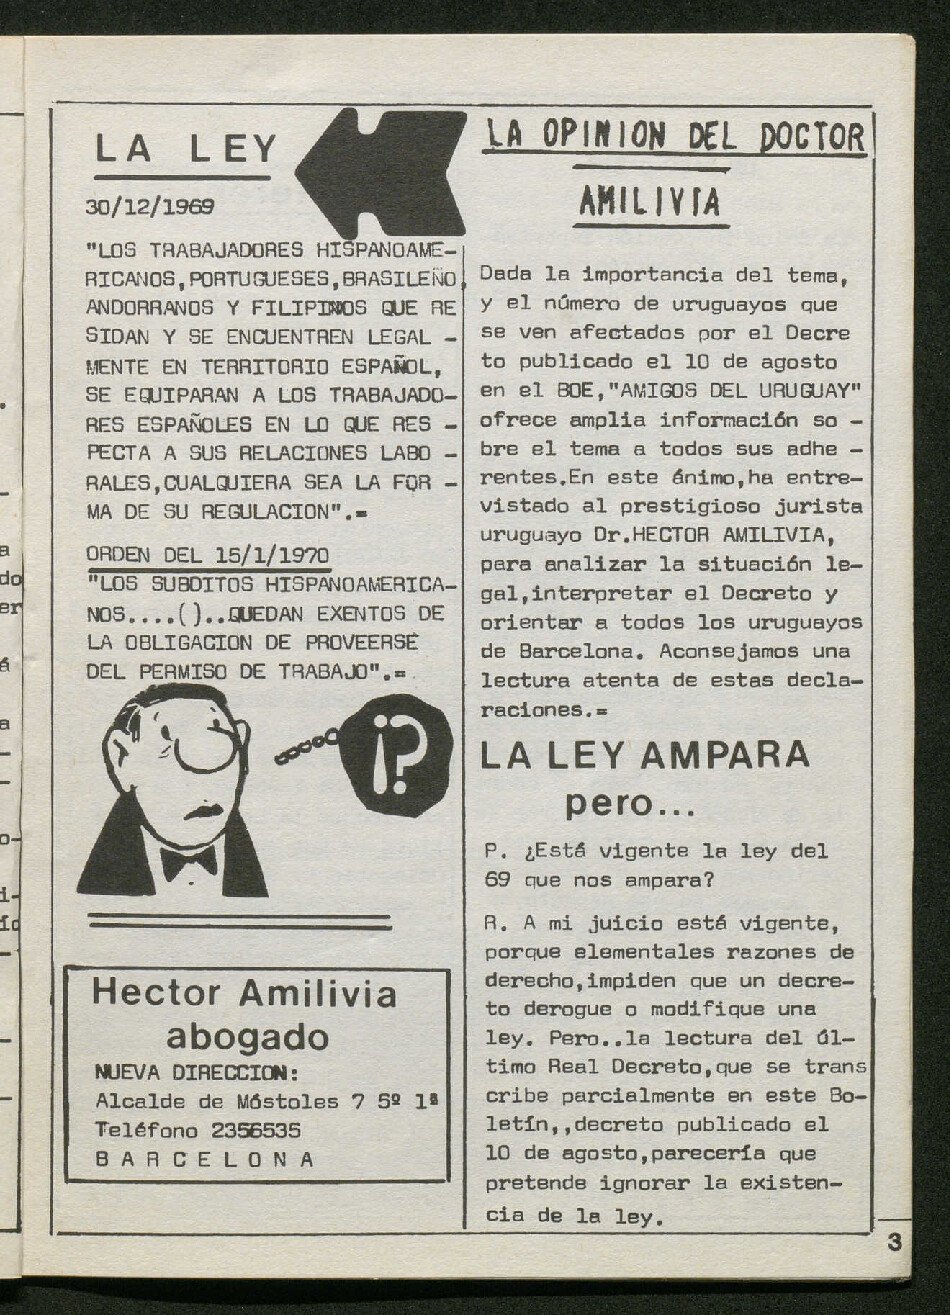 LA LEY
30/12/1969
"LOS TRABAJADORES HISPANOAME-
RICANOS,PORTUGUESES,BRASILEÑO,
ANDORRANOS Y FILIPINOS QUE RE
SIDAN Y SE ENCUENTREN LEGAL -
MENTE EN TERRITORIO ESPAÑOL,
SE EQUIPARAN A LOS TRABAJADO-
RES ESPAÑOLES EN LO QUE RES -
PECTA A SUS RELACIONES LABO -
RALES,CUALQUIERA SEA LA FOR -
MA DE SU REGULACION".=
ORDEN DEL 15/1/1970
"LOS SUBDITOS HISPANOAMERICA-
NOS....()..QUEDAN EXENTOS DE
LA OBLIGACION DE PROVEERSE
DEL PERMISO DE TRABAJO".=
¡?
Hector Amilivia
abogado
NUEVA DIRECCION:
Alcalde de Móstoles 7 5º 1ª
Teléfono 2356535
BARCELONA
LA OPINION DEL DOCTOR
AMILIVIA
Dada la importancia del tema,
y el número de uruguayos que
se ven afectados por el Decre
to publicado el 10 de agosto
en el BOE,"AMIGOS DEL URUGUAY"
ofrece amplia información so -
bre el tema a todos sus adhe -
rentes.En este ánimo,ha entre-
vistado al prestigioso jurista
uruguayo Dr.HECTOR AMILIVIA,
para analizar la situación le-
gal,interpretar el Decreto y
orientar a todos los uruguayos
de Barcelona. Aconsejamos una
lectura atenta de estas decla-
raciones.=
LA LEY AMPARA
pero...
P. ¿Está vigente la ley del
69 que nos ampara?
R. A mi juicio está vigente,
porque elementales razones de
derecho,impiden que un decre-
to derogue o modifique una
ley. Pero..la lectura del úl-
timo Real Decreto,que se trans
cribe parcialmente en este Bo-
letín,,decreto publicado el
10 de agosto,parecería que
pretende ignorar la existen-
cia de la ley.
3